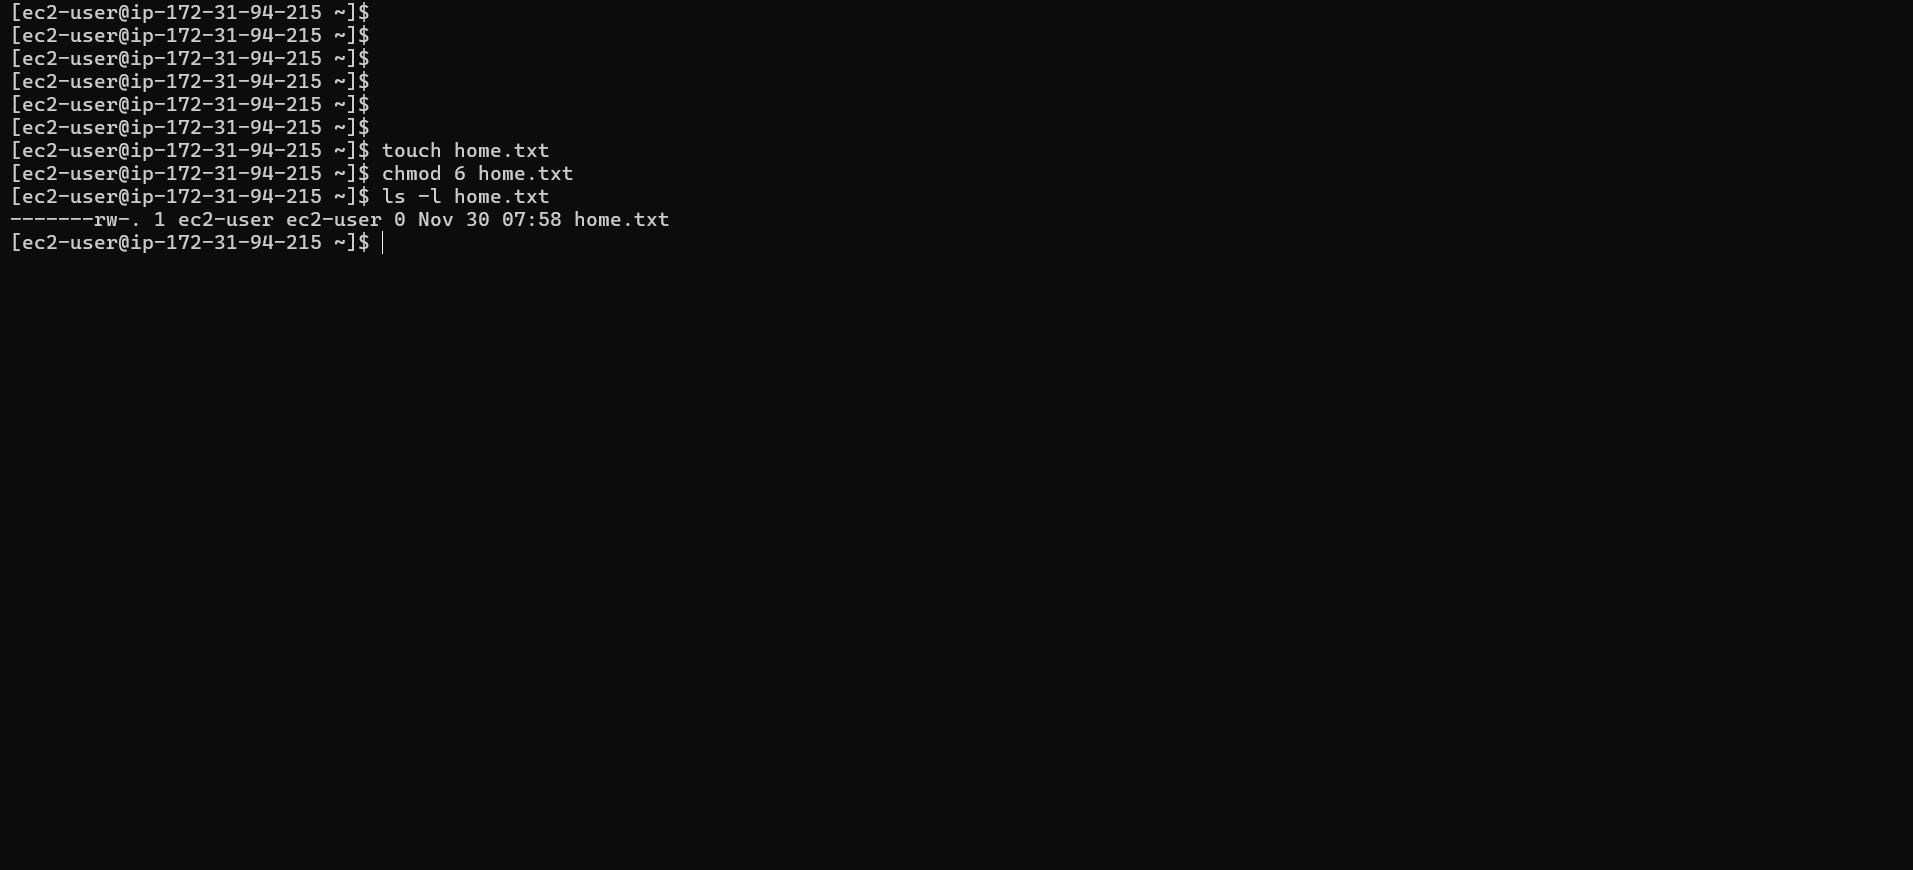 [ec2-user@ip-172-31-94-215 ~]$
[ec2-user@ip-172-31-94-215 ~]$
[ec2-user@ip-172-31-94-215 ~]$
[ec2-user@ip-172-31-94-215 ~]$
[ec2-user@ip-172-31-94-215 ~]$
[ec2-user@ip-172-31-94-215 ~]$
[ec2-user@ip-172-31-94-215 ~]$ touch home.txt
[ec2-user@ip-172-31-94-215 ~]$ chmod 6 home.txt
[ec2-user@ip-172-31-94-215 ~]$ ls -l home.txt
-------rw-. 1 ec2-user ec2-user 0 Nov 30 07:58 home.txt
[ec2-user@ip-172-31-94-215 ~]$